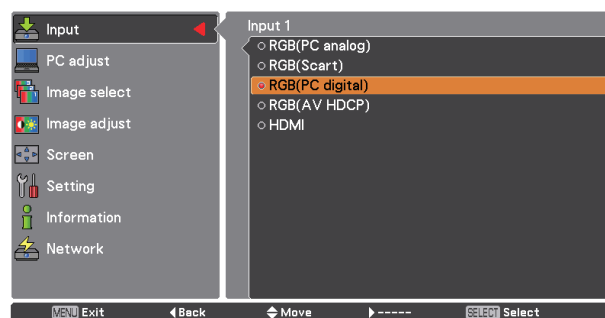 Input
PC adjust
Image select
Image adjust
Screen
Setting
Information
Network
Input 1
RGB(PC analog)
RGB(Scart)
RGB(PC digital)
RGB(AV HDCP)
HDMI
MENU Exit
Back
Move
-----
SELECT Select